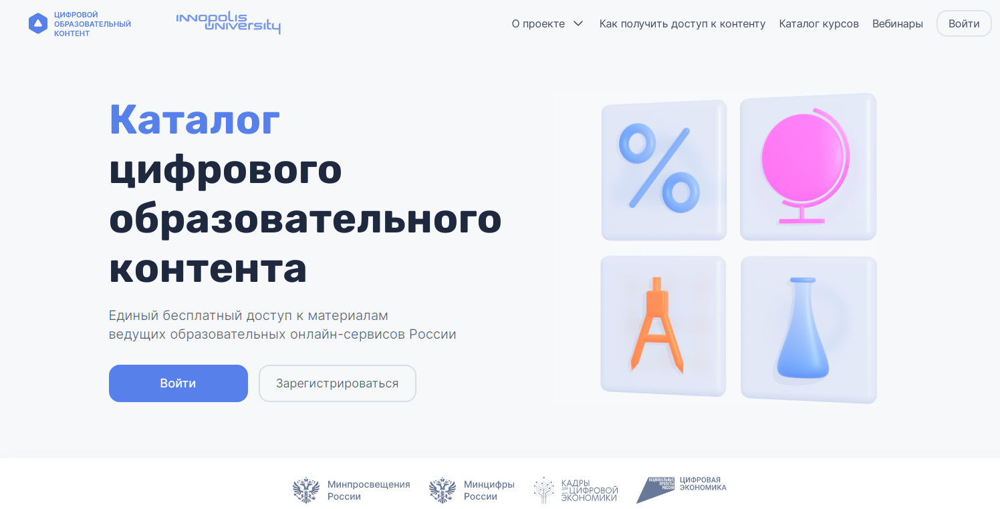 ЦИФРОВОЙ
ОБРАЗОВАТЕЛЬНЫЙ
КОНТЕНТ
INNOPOLIS
UNIVERSITY
О проекте
Как получить доступ к контенту
Каталог курсов
Вебинары
Войти
Каталог
цифрового
образовательного
контента
Единый бесплатный доступ к материалам
ведущих образовательных онлайн-сервисов России
Войти
Зарегистрироваться
Минпросвещения
России
Минцифры
России
КАДРЫ
для ЦИФРОВОЙ
ЭКОНОМИКИ
НАЦИОНАЛЬНЫЕ
ПРОЕКТЫ
РОССИИ
ЦИФРОВАЯ
ЭКОНОМИКА